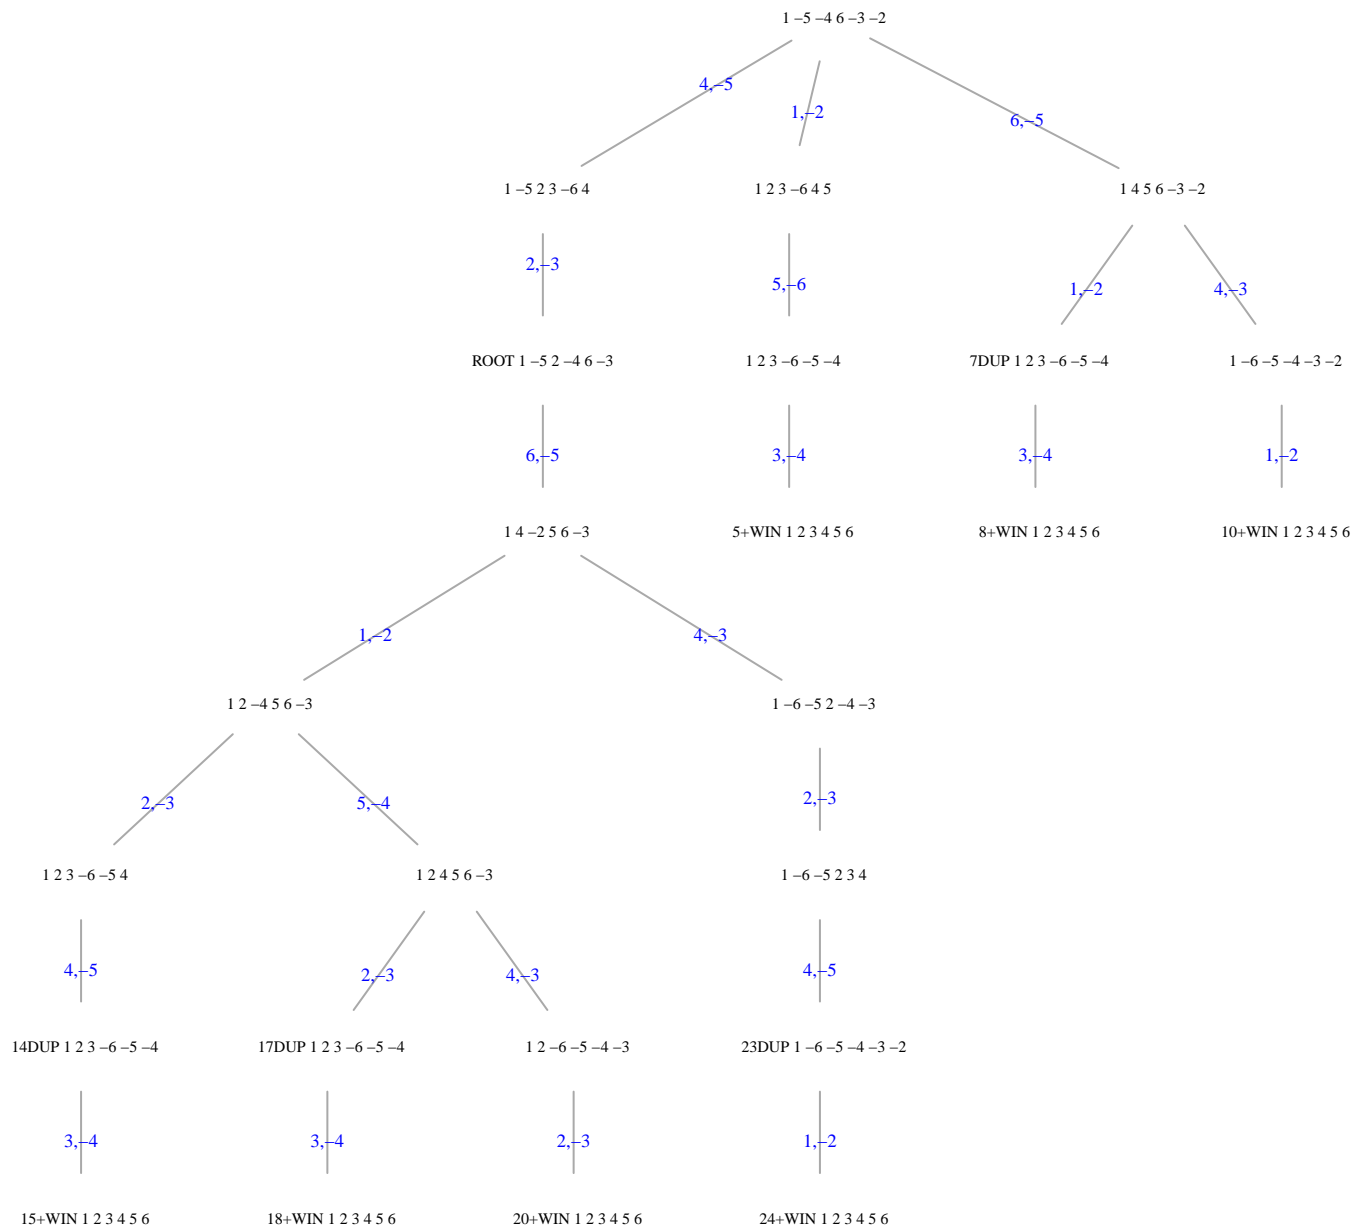 1 –5 –4 6 –3 –2
4,–5
1,–2
6,–5
1 –5 2 3 –6 4
1 2 3 –6 4 5
1 4 5 6 –3 –2
2,–3
5,–6
1,–2
4,–3
ROOT 1 –5 2 –4 6 –3
1 2 3 –6 –5 –4
7DUP 1 2 3 –6 –5 –4
1 –6 –5 –4 –3 –2
6,–5
3,–4
3,–4
1,–2
1 4 –2 5 6 –3
5+WIN 1 2 3 4 5 6
8+WIN 1 2 3 4 5 6
10+WIN 1 2 3 4 5 6
1,–2
4,–3
1 2 –4 5 6 –3
1 –6 –5 2 –4 –3
2,–3
5,–4
2,–3
1 2 3 –6 –5 4
1 2 4 5 6 –3
1 –6 –5 2 3 4
4,–5
2,–3
4,–3
4,–5
14DUP 1 2 3 –6 –5 –4
17DUP 1 2 3 –6 –5 –4
1 2 –6 –5 –4 –3
23DUP 1 –6 –5 –4 –3 –2
3,–4
3,–4
2,–3
1,–2
15+WIN 1 2 3 4 5 6
18+WIN 1 2 3 4 5 6
20+WIN 1 2 3 4 5 6
24+WIN 1 2 3 4 5 6